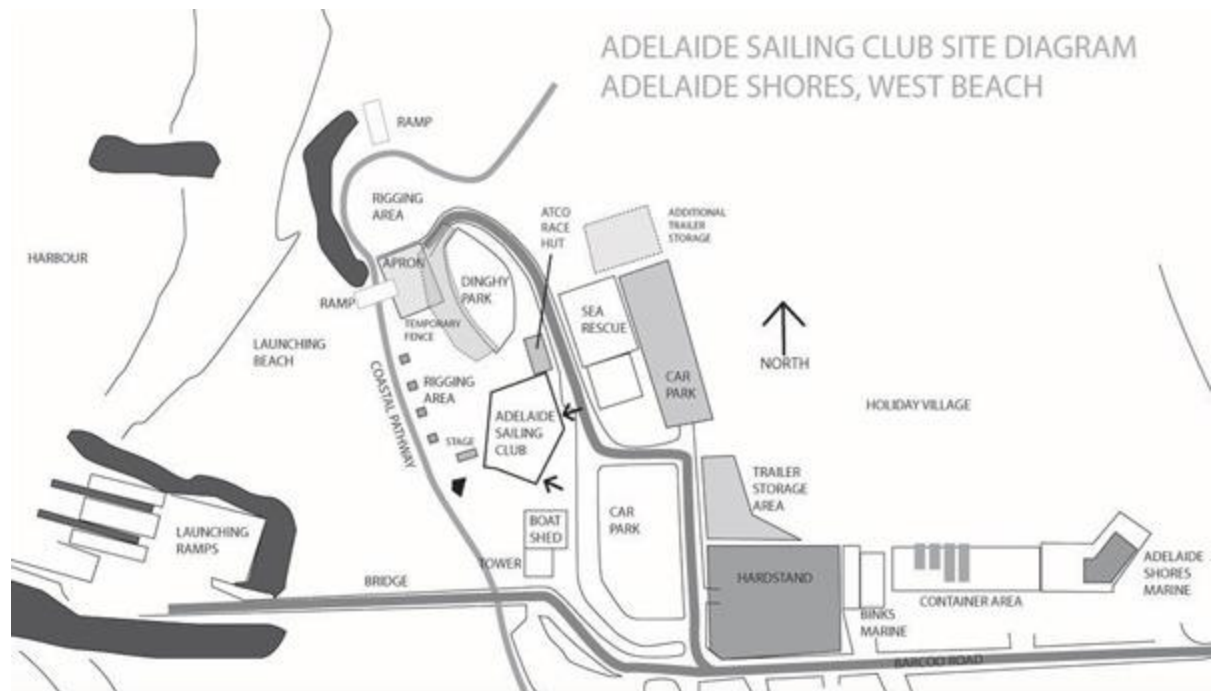 ADELAIDE SAILING CLUB SITE DIAGRAM
ADELAIDE SHORES, WEST BEACH
RAMP
RIGGING
AREA
ATCO
RACE
HUT
ADDITIONAL
TRAILER
STORAGE
HARBOUR
APRON
DINGHY
PARK
RAMP
SEA
RESCUE
TEMPORARY
FENCE
LAUNCHING
BEACH
NORTH
COASTAL PATHWAY
RIGGING
AREA
CAR
PARK
HOLIDAY VILLAGE
ADELAIDE
SAILING
CLUB
STAGE
TRAILER
STORAGE
AREA
CAR
PARK
LAUNCHING
RAMPS
BOAT
SHED
TOWER
BRIDGE
HARDSTAND
ADELAIDE
SHORES
MARINE
CONTAINER AREA
BINKS
MARINE
BARCOO ROAD